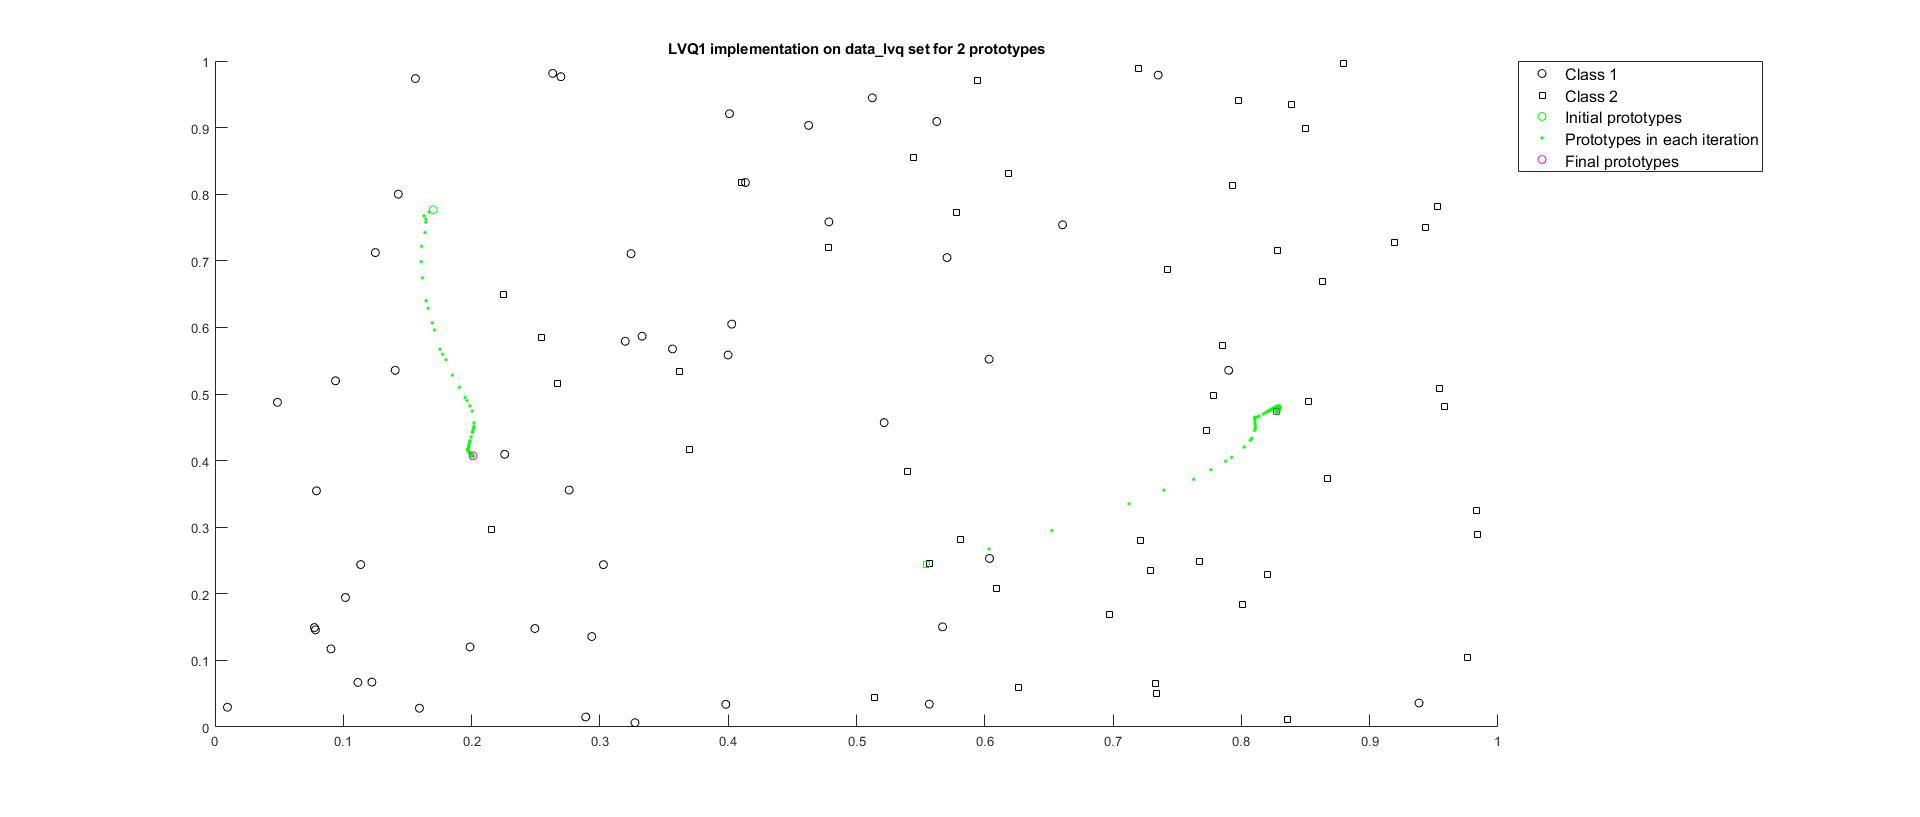 LVQ1 implementation on data_lvq set for 2 prototypes
1
0.9
0.8
0.7
0.6
0.5
0.4
0.3
0.2
0.1
0
0 0.1 0.2 0.3 0.4 0.5 0.6 0.7 0.8 0.9 1
Class 1
Class 2
Initial prototypes
Prototypes in each iteration
Final prototypes